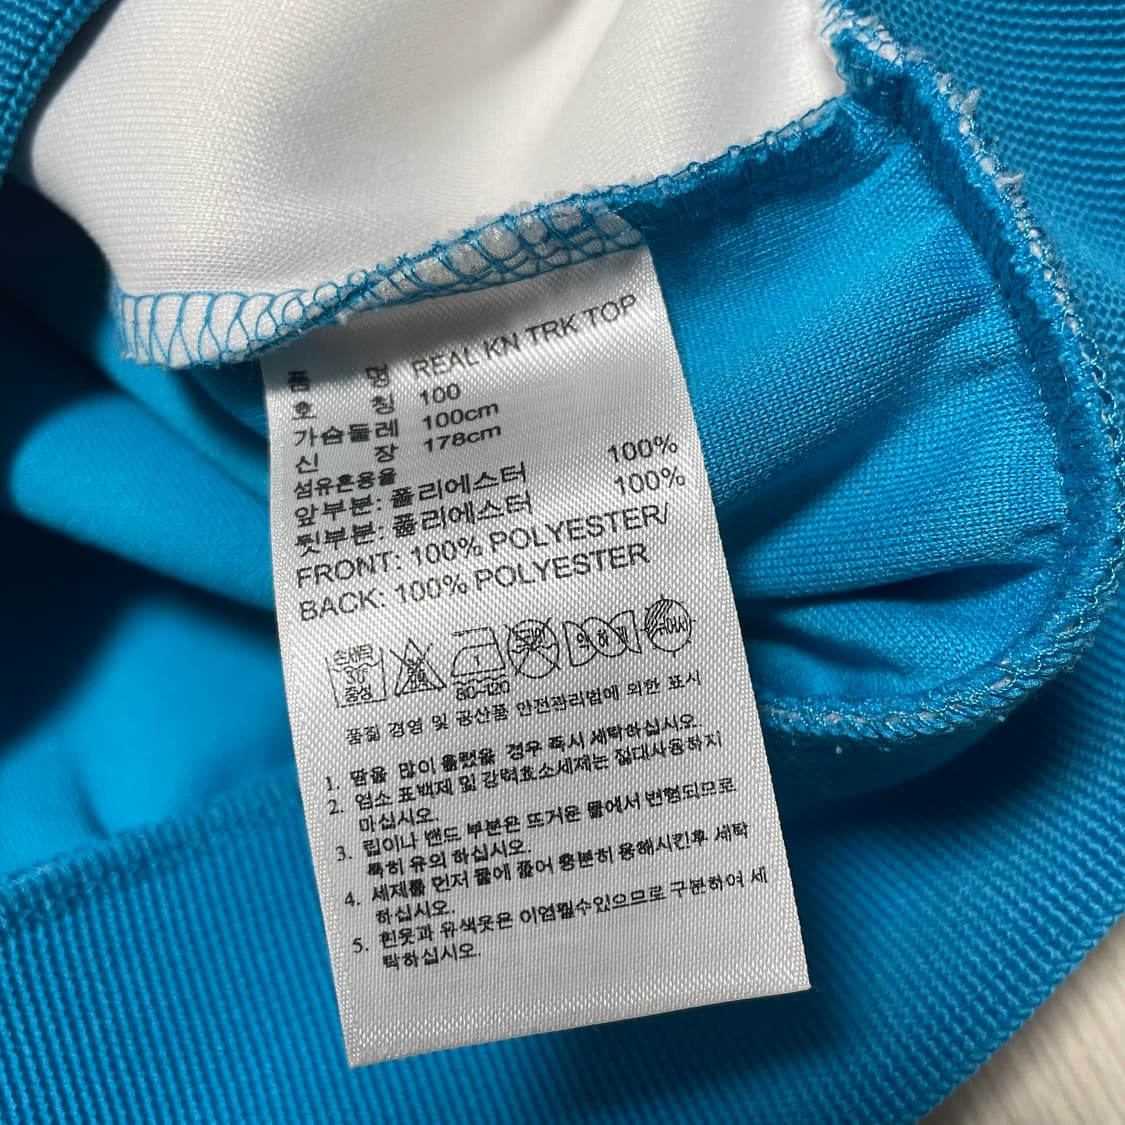 품 명 REAL KN TRK TOP
호 칭 100
가슴둘레 100cm
신 장 178cm
섬유혼용율
앞부분: 폴리에스터 100%
뒷부분: 폴리에스터 100%
FRONT: 100% POLYESTER/
BACK: 100% POLYESTER
손세탁
30
중성
80~120
품질 경영 및 공산품 안전관리법에 의한 표시
1. 땀을 많이 흘렸을 경우 즉시 세탁하십시오.
2. 염소 표백제 및 강력효소세제는 절대사용하지
마십시오.
3. 립이나 밴드 부분은 뜨거운 물에서 변형되므로
특히 유의 하십시오.
4. 세제를 먼저 물에 풀어 충분히 용해시킨후 세탁
하십시오.
5. 흰옷과 유색옷은 이염될수있으므로 구분하여 세
탁하십시오.